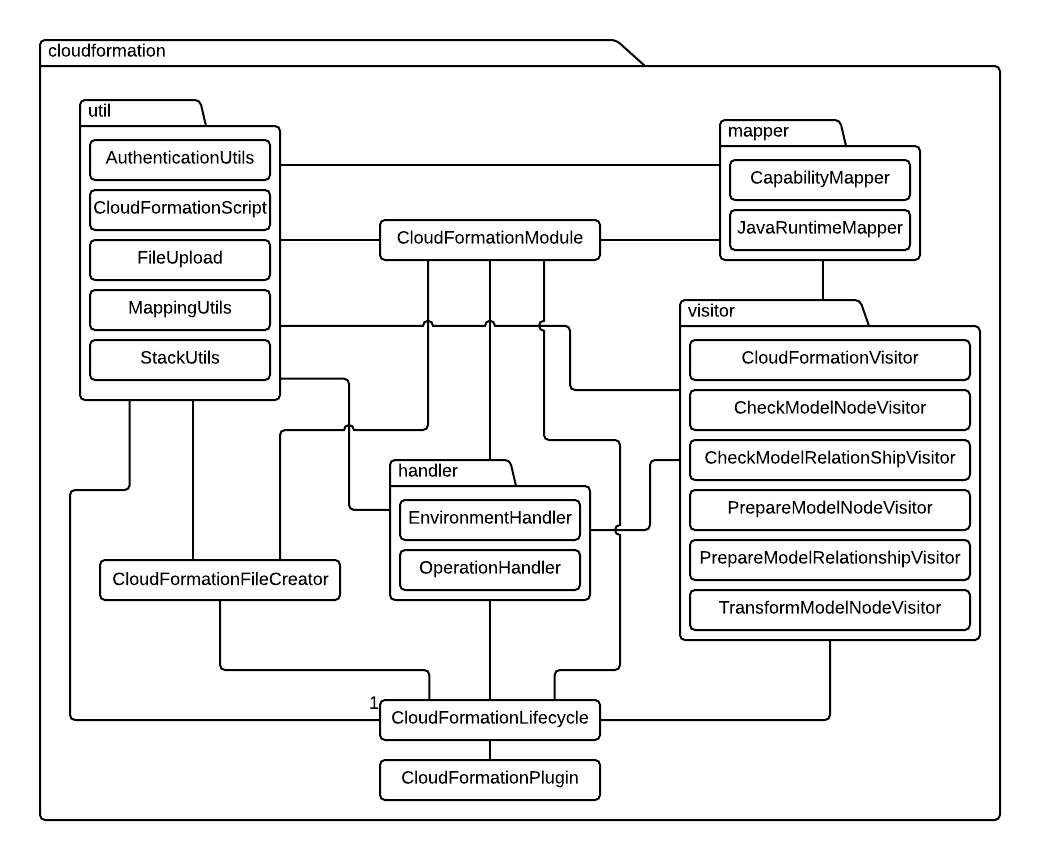 cloudformation
util
AuthenticationUtils
CloudFormationScript
FileUpload
MappingUtils
StackUtils
mapper
CapabilityMapper
JavaRuntimeMapper
CloudFormationModule
visitor
CloudFormationVisitor
CheckModelNodeVisitor
CheckModelRelationShipVisitor
PrepareModelNodeVisitor
PrepareModelRelationshipVisitor
TransformModelNodeVisitor
handler
EnvironmentHandler
OperationHandler
CloudFormationFileCreator
1
CloudFormationLifecycle
CloudFormationPlugin